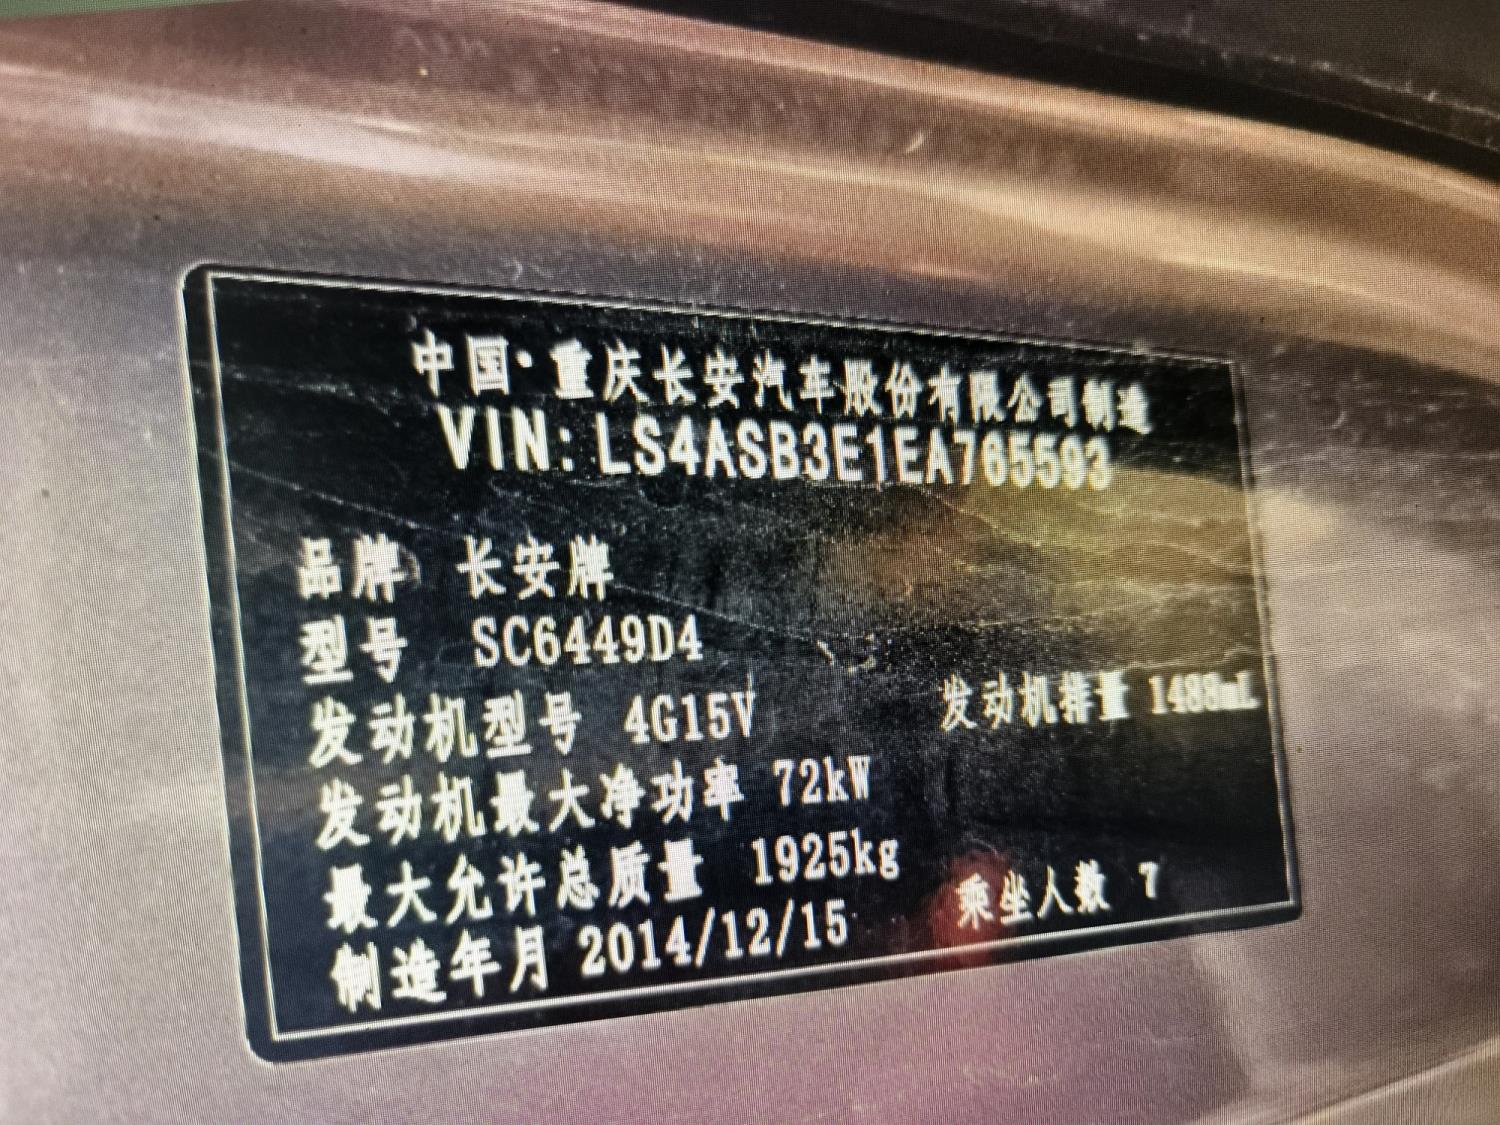 中国·重庆长安汽车股份有限公司制造
VIN: LS4ASB3E1EA765593
品牌 长安牌
型号 SC6449D4
发动机型号 4G15V 发动机排量 1488mL
发动机最大净功率 72kW
最大允许总质量 1925kg 乘坐人数 7
制造年月 2014/12/15